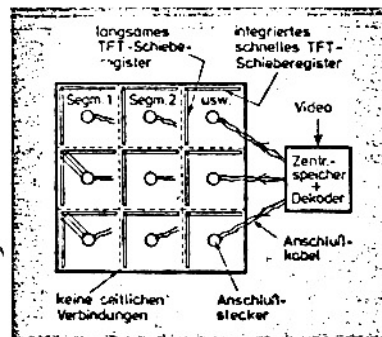 langsames
TFT-Schiebe-
register
integriertes
schnelles TFT-
Schieberegister
Segm. 1
Segm. 2
usw.
Video
Zentr.-
speicher
+
Dekoder
Anschluß-
kabel
keine seitlichen
Verbindungen
Anschluß-
stecker